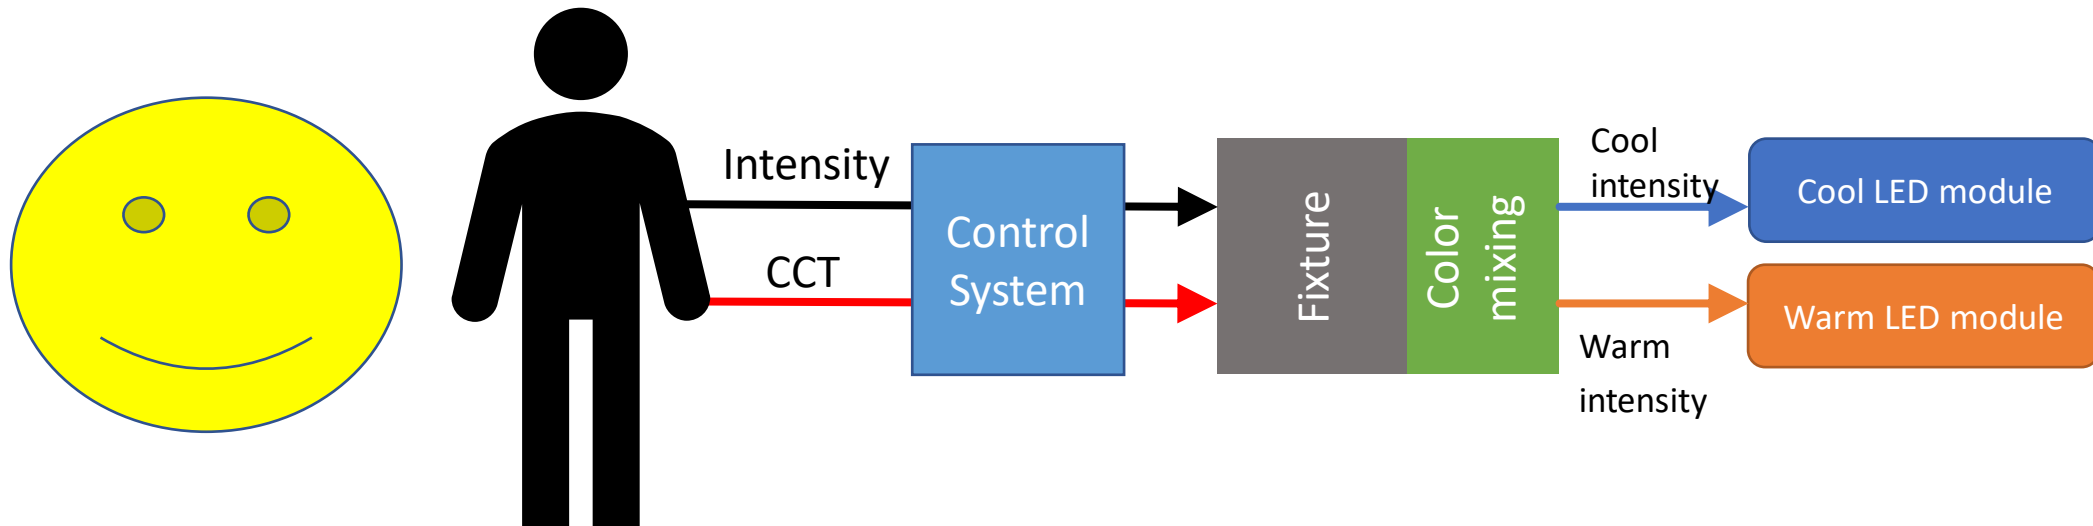 Intensity
CCT
Control
System
Fixture
Color
mixing
Cool
intensity
Warm
intensity
Cool LED module
Warm LED module